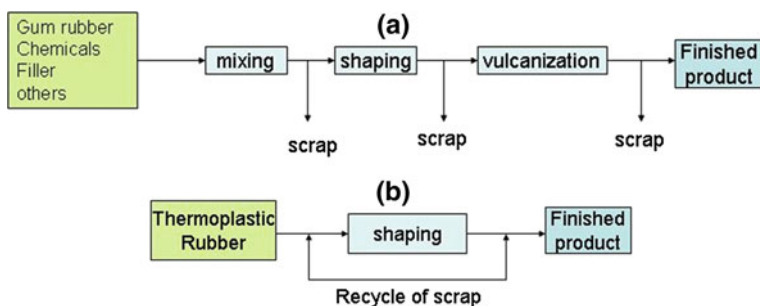 (a)
Gum rubber
Chemicals
Filler
others
mixing
shaping
vulcanization
Finished
product
scrap
scrap
scrap
(b)
Thermoplastic
Rubber
shaping
Finished
product
Recycle of scrap